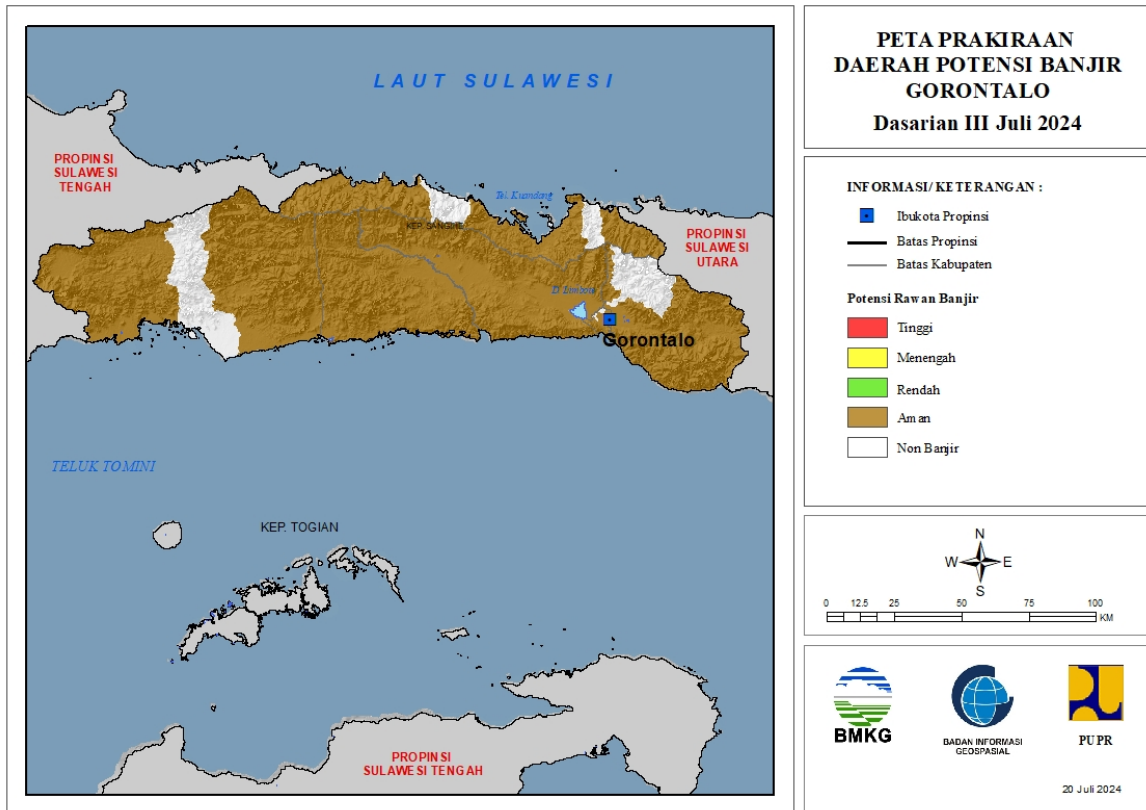 LAUT SULAWESI
PROPINSI
SULAWESI
TENGAH
Tel. Kuandang
KEP. SANGIHE
PROPINSI
SULAWESI
UTARA
D. Limboto
Gorontalo
TELUK TOMINI
KEP. TOGIAN
PROPINSI
SULAWESI TENGAH
PETA PRAKIRAAN
DAERAH POTENSI BANJIR
GORONTALO
Dasarian III Juli 2024
INFORMASI/ KETERANGAN :
Ibukota Propinsi
Batas Propinsi
Batas Kabupaten
Potensi Rawan Banjir
Tinggi
Menengah
Rendah
Aman
Non Banjir
N
W E
S
0 12.5 25 50 75 100
KM
BMKG
BADAN INFORMASI
GEOSPASIAL
PUPR
20 Juli 2024